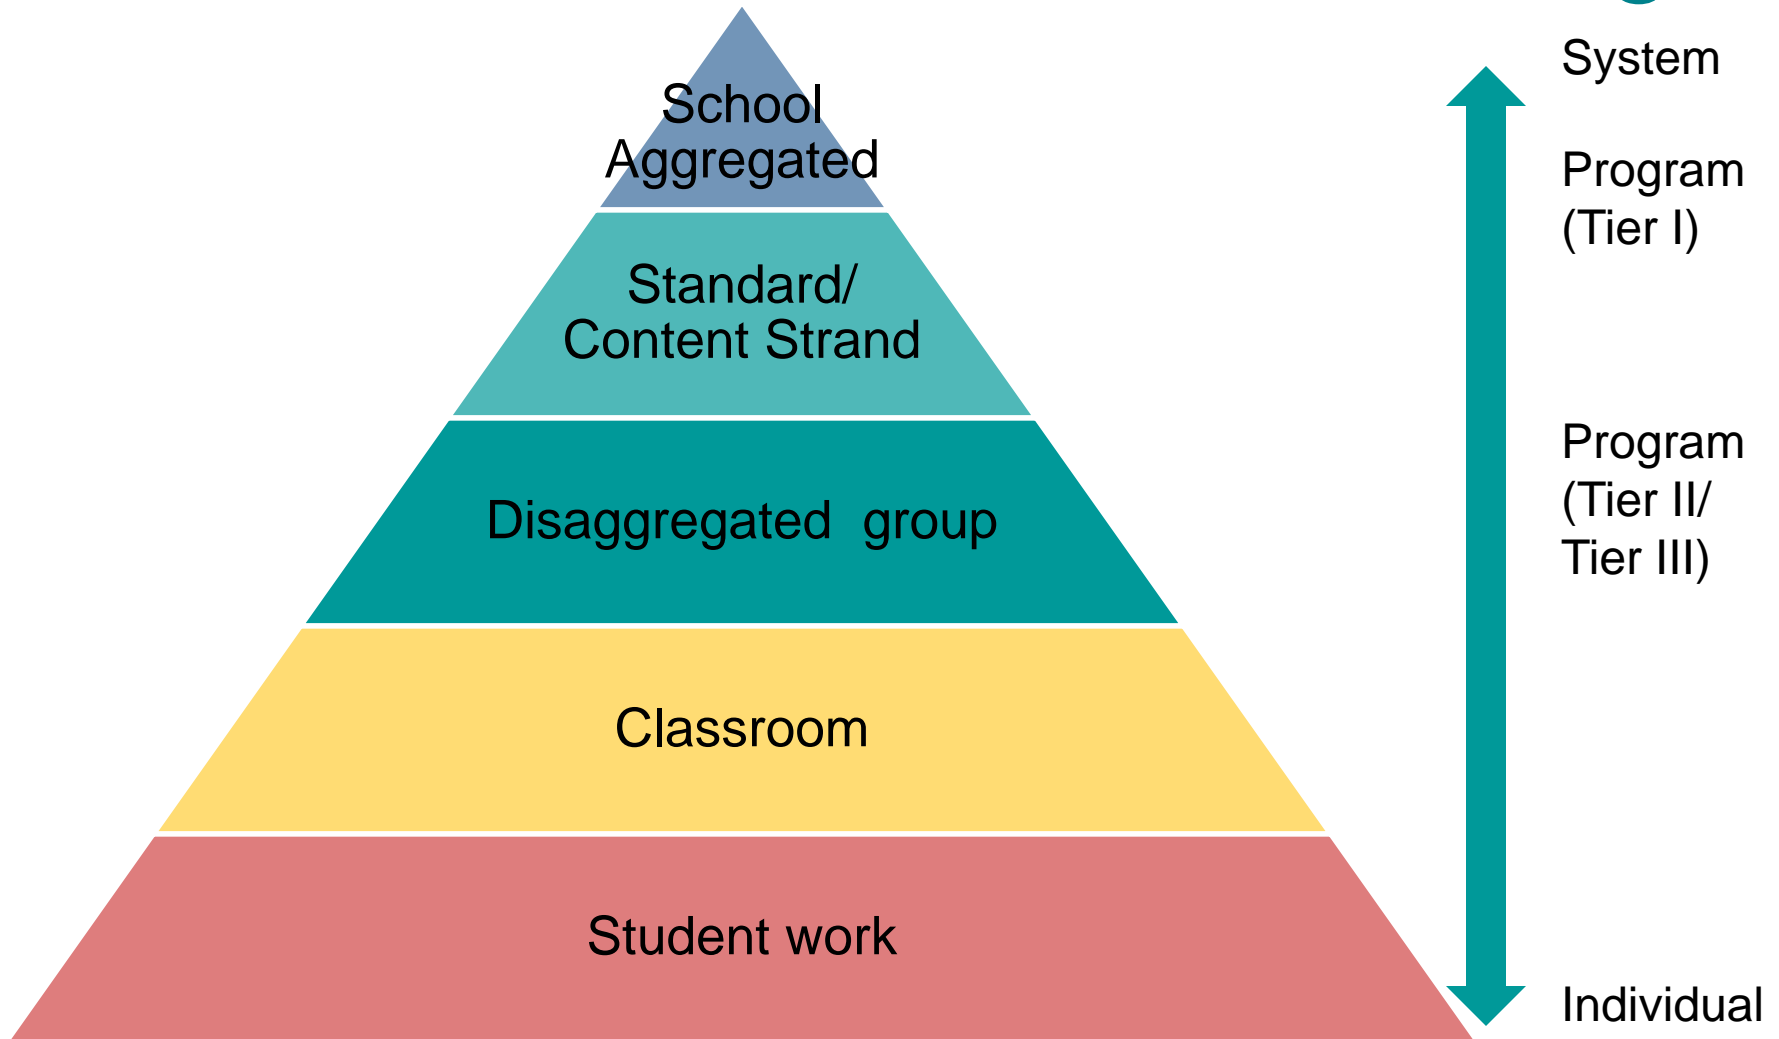 School
Aggregated
Standard/
Content Strand
Disaggregated  group
Classroom
Student work
System
Program
(Tier I)
Program
(Tier II/
Tier III)
Individual